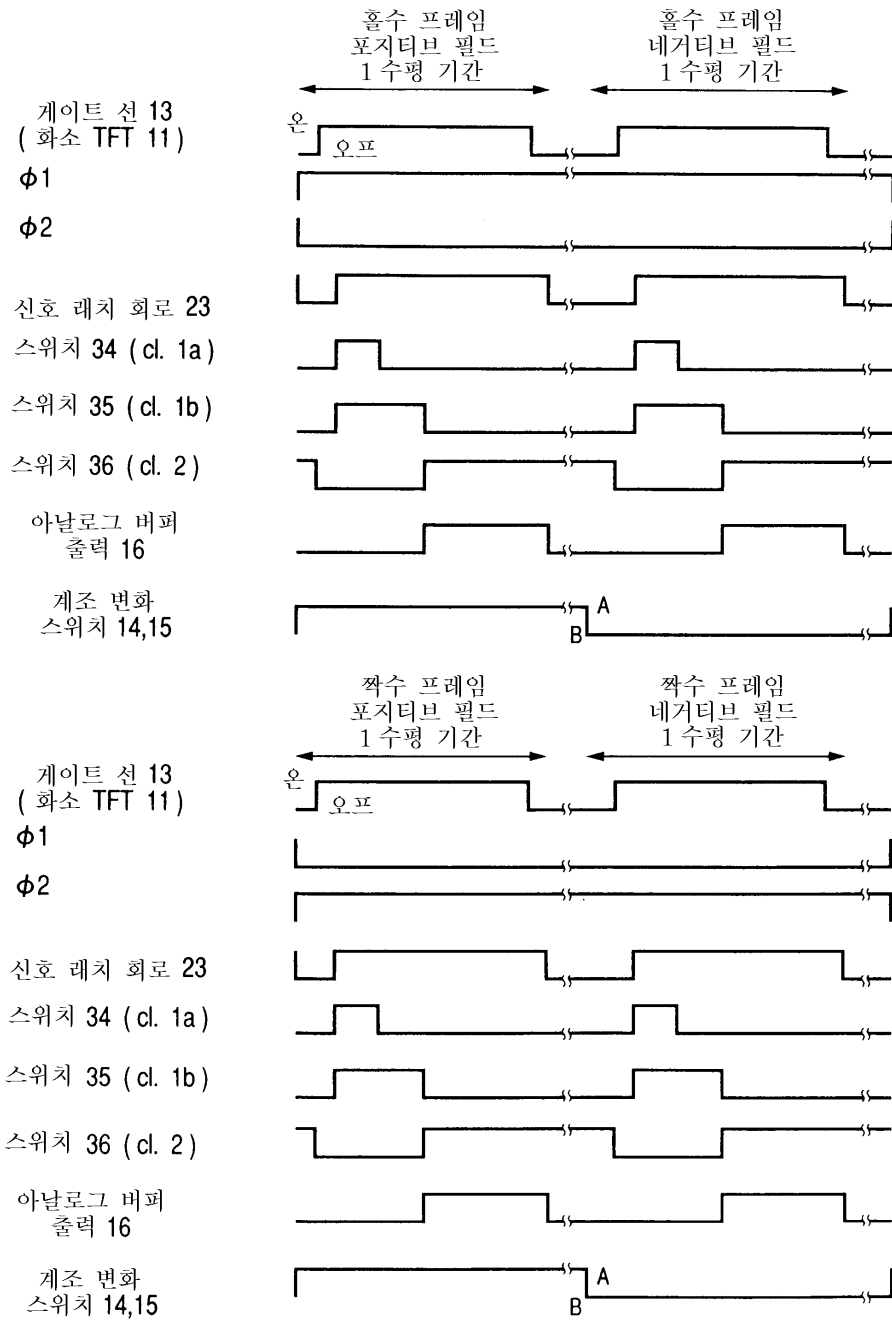 홀수 프레임
포지티브 필드
1 수평 기간
홀수 프레임
네거티브 필드
1 수평 기간
게이트 선 13
( 화소 TFT 11 )
온
오프
ϕ1
ϕ2
신호 래치 회로 23
스위치 34 ( cl. 1a )
스위치 35 ( cl. 1b )
스위치 36 ( cl. 2 )
아날로그 버퍼
출력 16
계조 변화
스위치 14,15
A
B
짝수 프레임
포지티브 필드
1 수평 기간
짝수 프레임
네거티브 필드
1 수평 기간
게이트 선 13
( 화소 TFT 11 )
온
오프
ϕ1
ϕ2
신호 래치 회로 23
스위치 34 ( cl. 1a )
스위치 35 ( cl. 1b )
스위치 36 ( cl. 2 )
아날로그 버퍼
출력 16
계조 변화
스위치 14,15
A
B